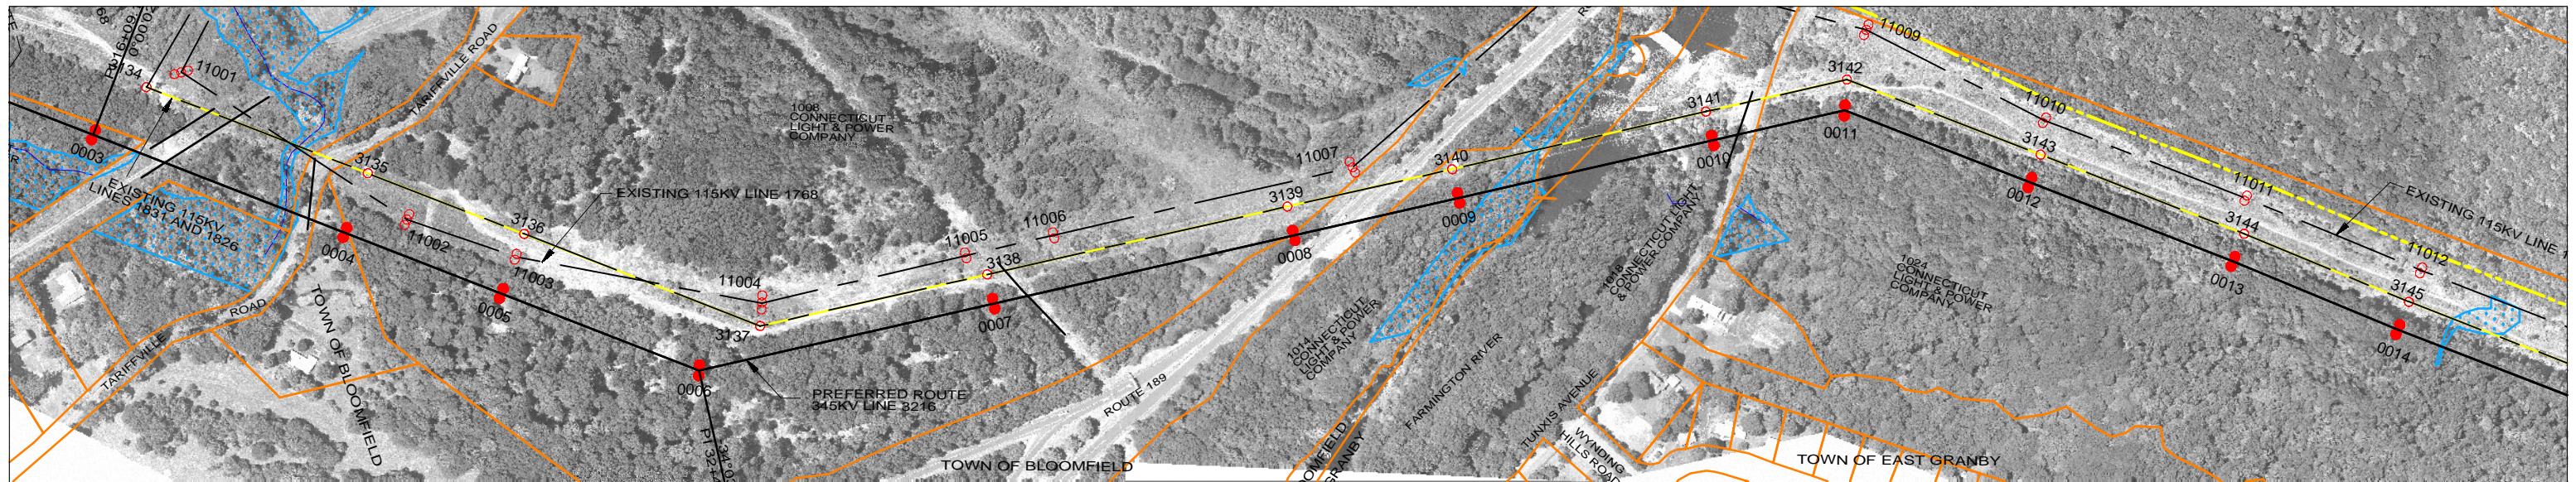 3134
11001
0003
EXISTING 115KV
LINES 1831 AND 1826
TARIFFVILLE ROAD
3135
11002
0004
TARIFFVILLE
ROAD
TOWN OF BLOOMFIELD
3136
11003
EXISTING 115KV LINE 1768
0005
11004
3137
0006
PREFERRED ROUTE
345KV LINE 3216
1008
CONNECTICUT
LIGHT & POWER
COMPANY
11005
3138
11006
0007
TOWN OF BLOOMFIELD
ROUTE 189
3139
11007
0008
3140
0009
1014
CONNECTICUT
LIGHT & POWER
COMPANY
FARMINGTON RIVER
TUNXIS AVENUE
WYNDING
HILLS ROAD
3141
0010
1018
CONNECTICUT LIGHT
& POWER COMPANY
3142
0011
11009
11010
3143
0012
1024
CONNECTICUT
LIGHT & POWER
COMPANY
TOWN OF EAST GRANBY
11011
3144
0013
EXISTING 115KV LINE
11012
3145
0014